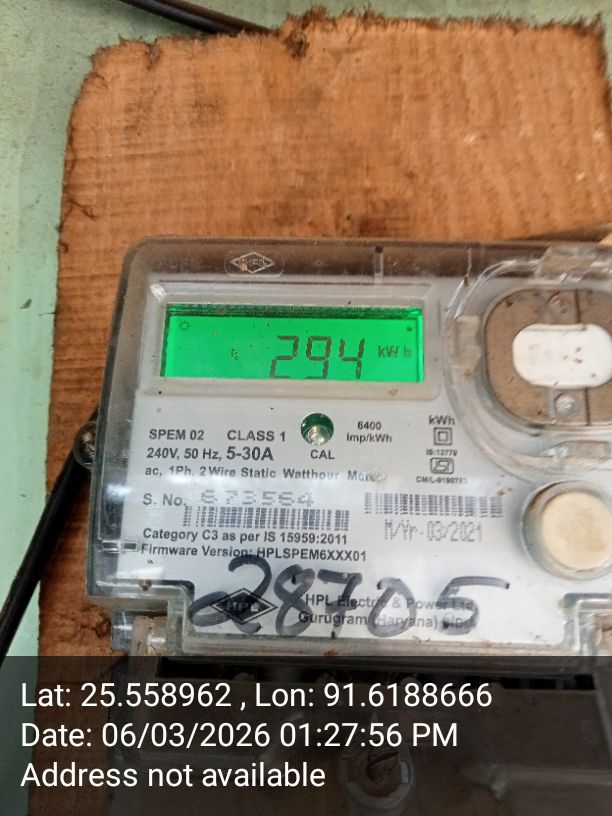 294 kWh
SPEM 02 CLASS 1
240V, 50 Hz, 5-30A
CAL
6400
imp/kWh
kWh
IS:13779
ac, 1Ph. 2 Wire Static Watthour
S. No. 673564
M/Yr-03/2021
Category C3 as per IS 15959:2011
Firmware Version: HPLSPEM6XXX01
28705
HPL Electric & Power Ltd.
Gurugram (Haryana)
Lat: 25.558962 , Lon: 91.6188666
Date: 06/03/2026 01:27:56 PM
Address not available